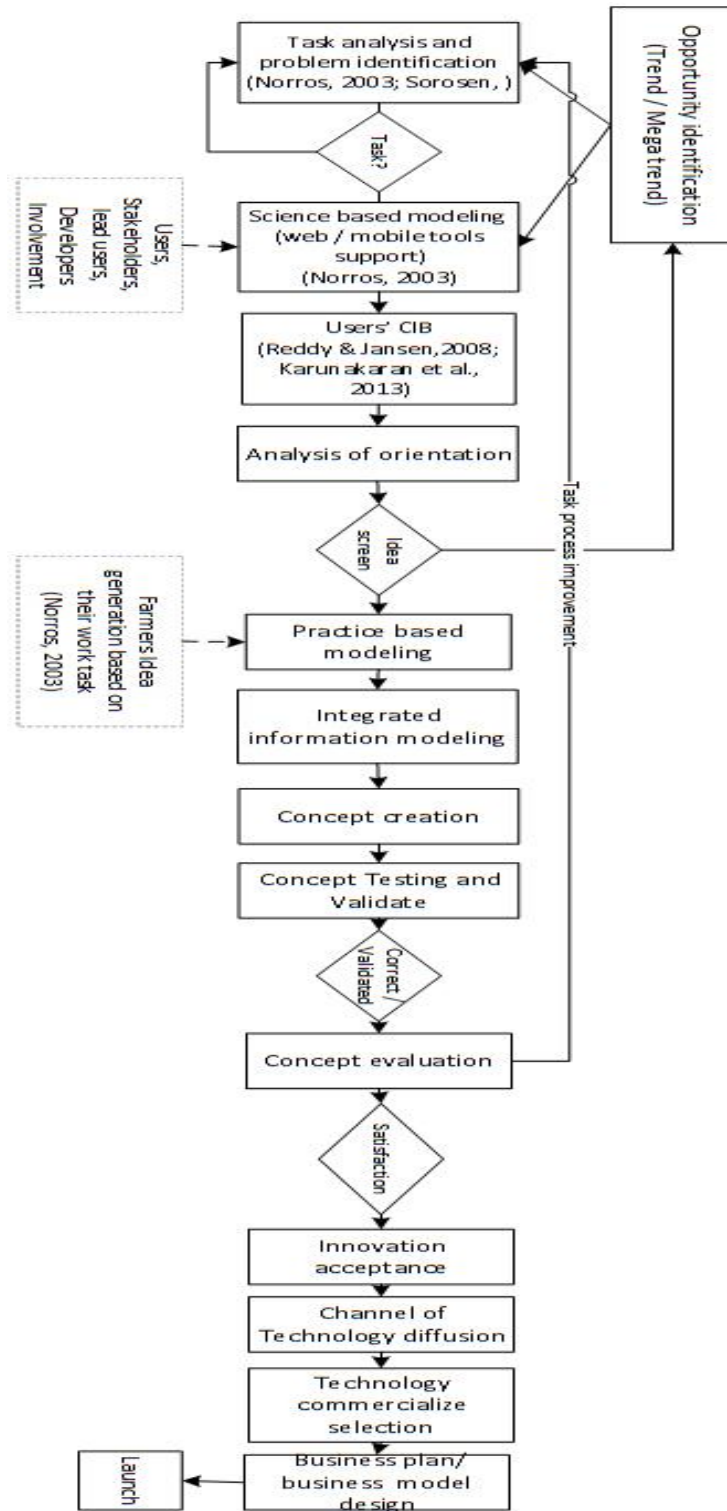 Task analysis and
problem identification
(Norros, 2003; Sorosen, )
Opportunity identification
(Trend / Mega trend)
Task?
Users,
Stakeholders,
lead users,
Developers
Involvement
Science based modeling
(web / mobile tools
support)
(Norros, 2003)
Users' CIB
(Reddy & Jansen, 2008;
Karunakaran et al.,
2013)
Analysis of orientation
Idea
screen
Task process improvement
Farmers Idea
generation based on
their work task
(Norros, 2003)
Practice based
modeling
Integrated
information modeling
Concept creation
Concept Testing and
Validate
Correct /
Validated
Concept evaluation
Satisfaction
Innovation
acceptance
Channel of
Technology diffusion
Technology
commercialize
selection
Business plan/
business model
design
Launch